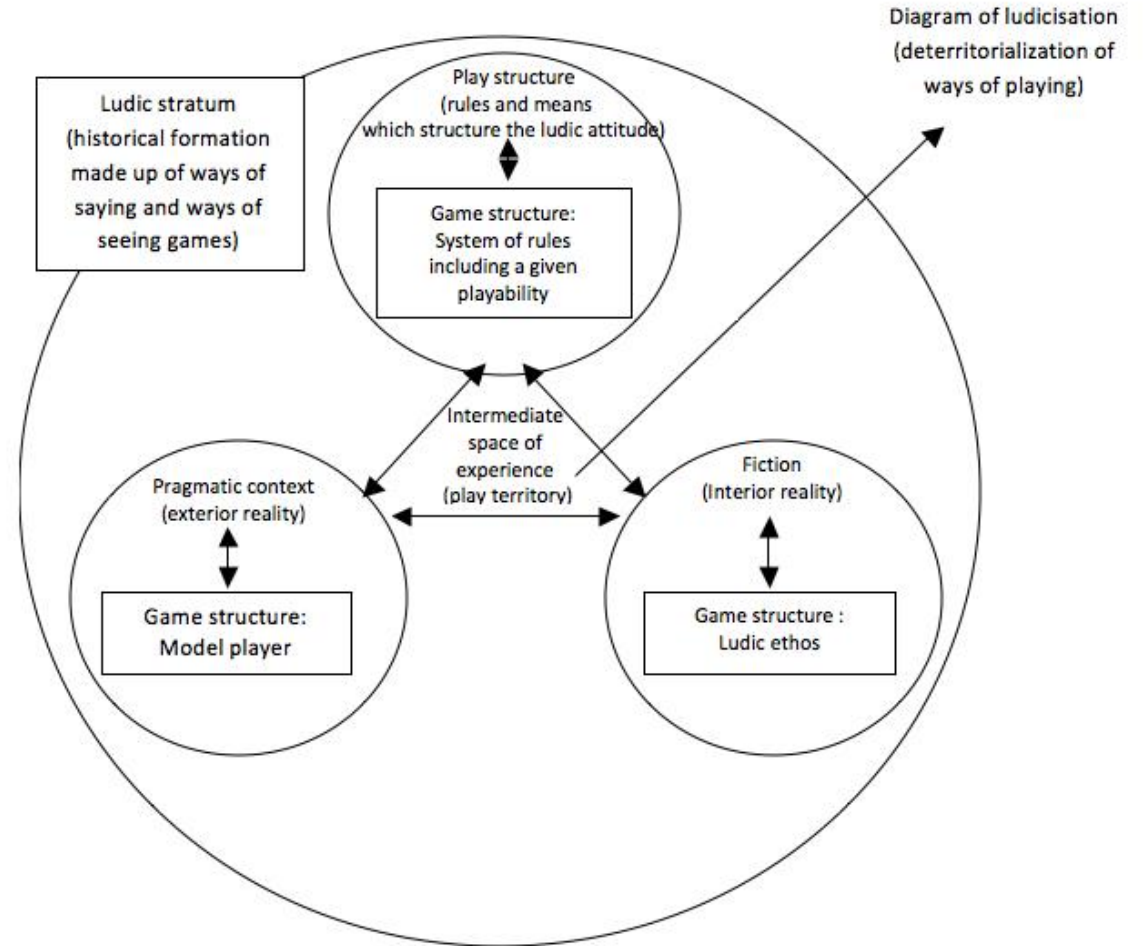 Diagram of ludicisation
(deterritorialization of
ways of playing)
Ludic stratum
(historical formation
made up of ways of
saying and ways of
seeing games)
Play structure
(rules and means
which structure the ludic attitude)
Game structure:
System of rules
including a given
playability
Intermediate
space of
experience
(play territory)
Pragmatic context
(exterior reality)
Game structure:
Model player
Fiction
(Interior reality)
Game structure :
Ludic ethos